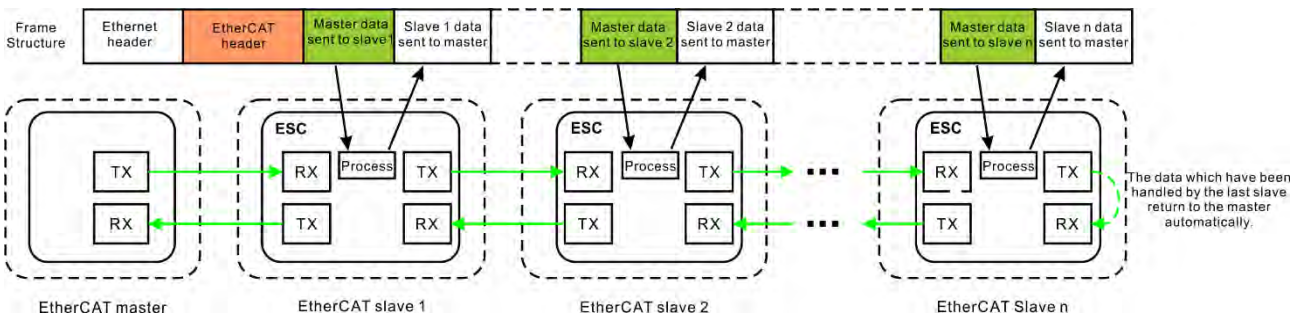 Frame
Structure
Ethernet
header
EtherCAT
header
Master data
sent to slave 1
Slave 1 data
sent to master
Master data
sent to slave 2
Slave 2 data
sent to master
Master data
sent to slave n
Slave n data
sent to master
TX
RX
EtherCAT master
ESC
RX
Process
TX
TX
RX
EtherCAT slave 1
ESC
RX
Process
TX
TX
RX
EtherCAT slave 2
ESC
RX
Process
TX
TX
RX
EtherCAT Slave n
The data which have been
handled by the last slave
return to the master
automatically.